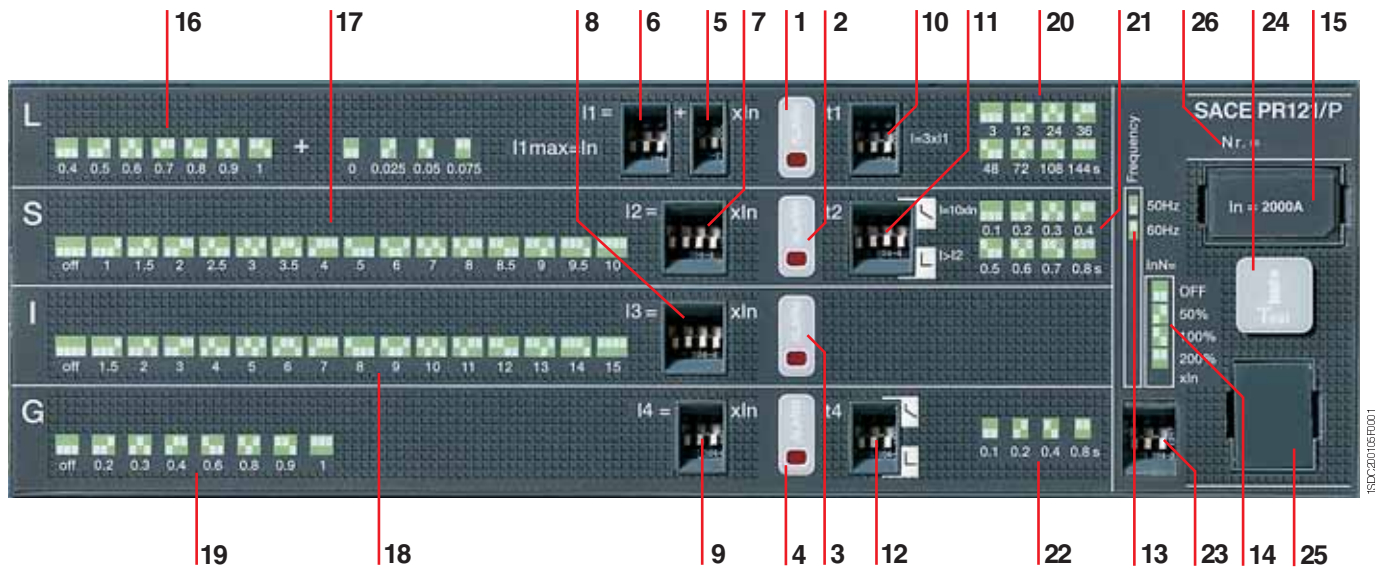 16 17 8 6 5 7 1 2 10 11 20 21 26 24 15
L I1 = + xIn t1 SACE PR121/P
I1max=In I=3xI1 3 12 24 36 Nr.=
0.4 0.5 0.6 0.7 0.8 0.9 1 + 0 0.025 0.05 0.075 48 72 108 144 s
Frequency
S I2 = xIn t2 I=10xIn 50Hz In = 2000A
0.1 0.2 0.3 0.4 60Hz
off 1 1.5 2 2.5 3 3.5 4 5 6 7 8 8.5 9 9.5 10 I>I2 0.5 0.6 0.7 0.8 s InN=
I I3 = xIn OFF
50% Test
100%
off 1.5 2 3 4 5 6 7 8 9 10 11 12 13 14 15 200%
xIn
G I4 = xIn t4
off 0.2 0.3 0.4 0.6 0.8 0.9 1 0.1 0.2 0.4 0.8 s
1SDC200105F0001
19 18 9 4 3 12 22 13 23 14 25